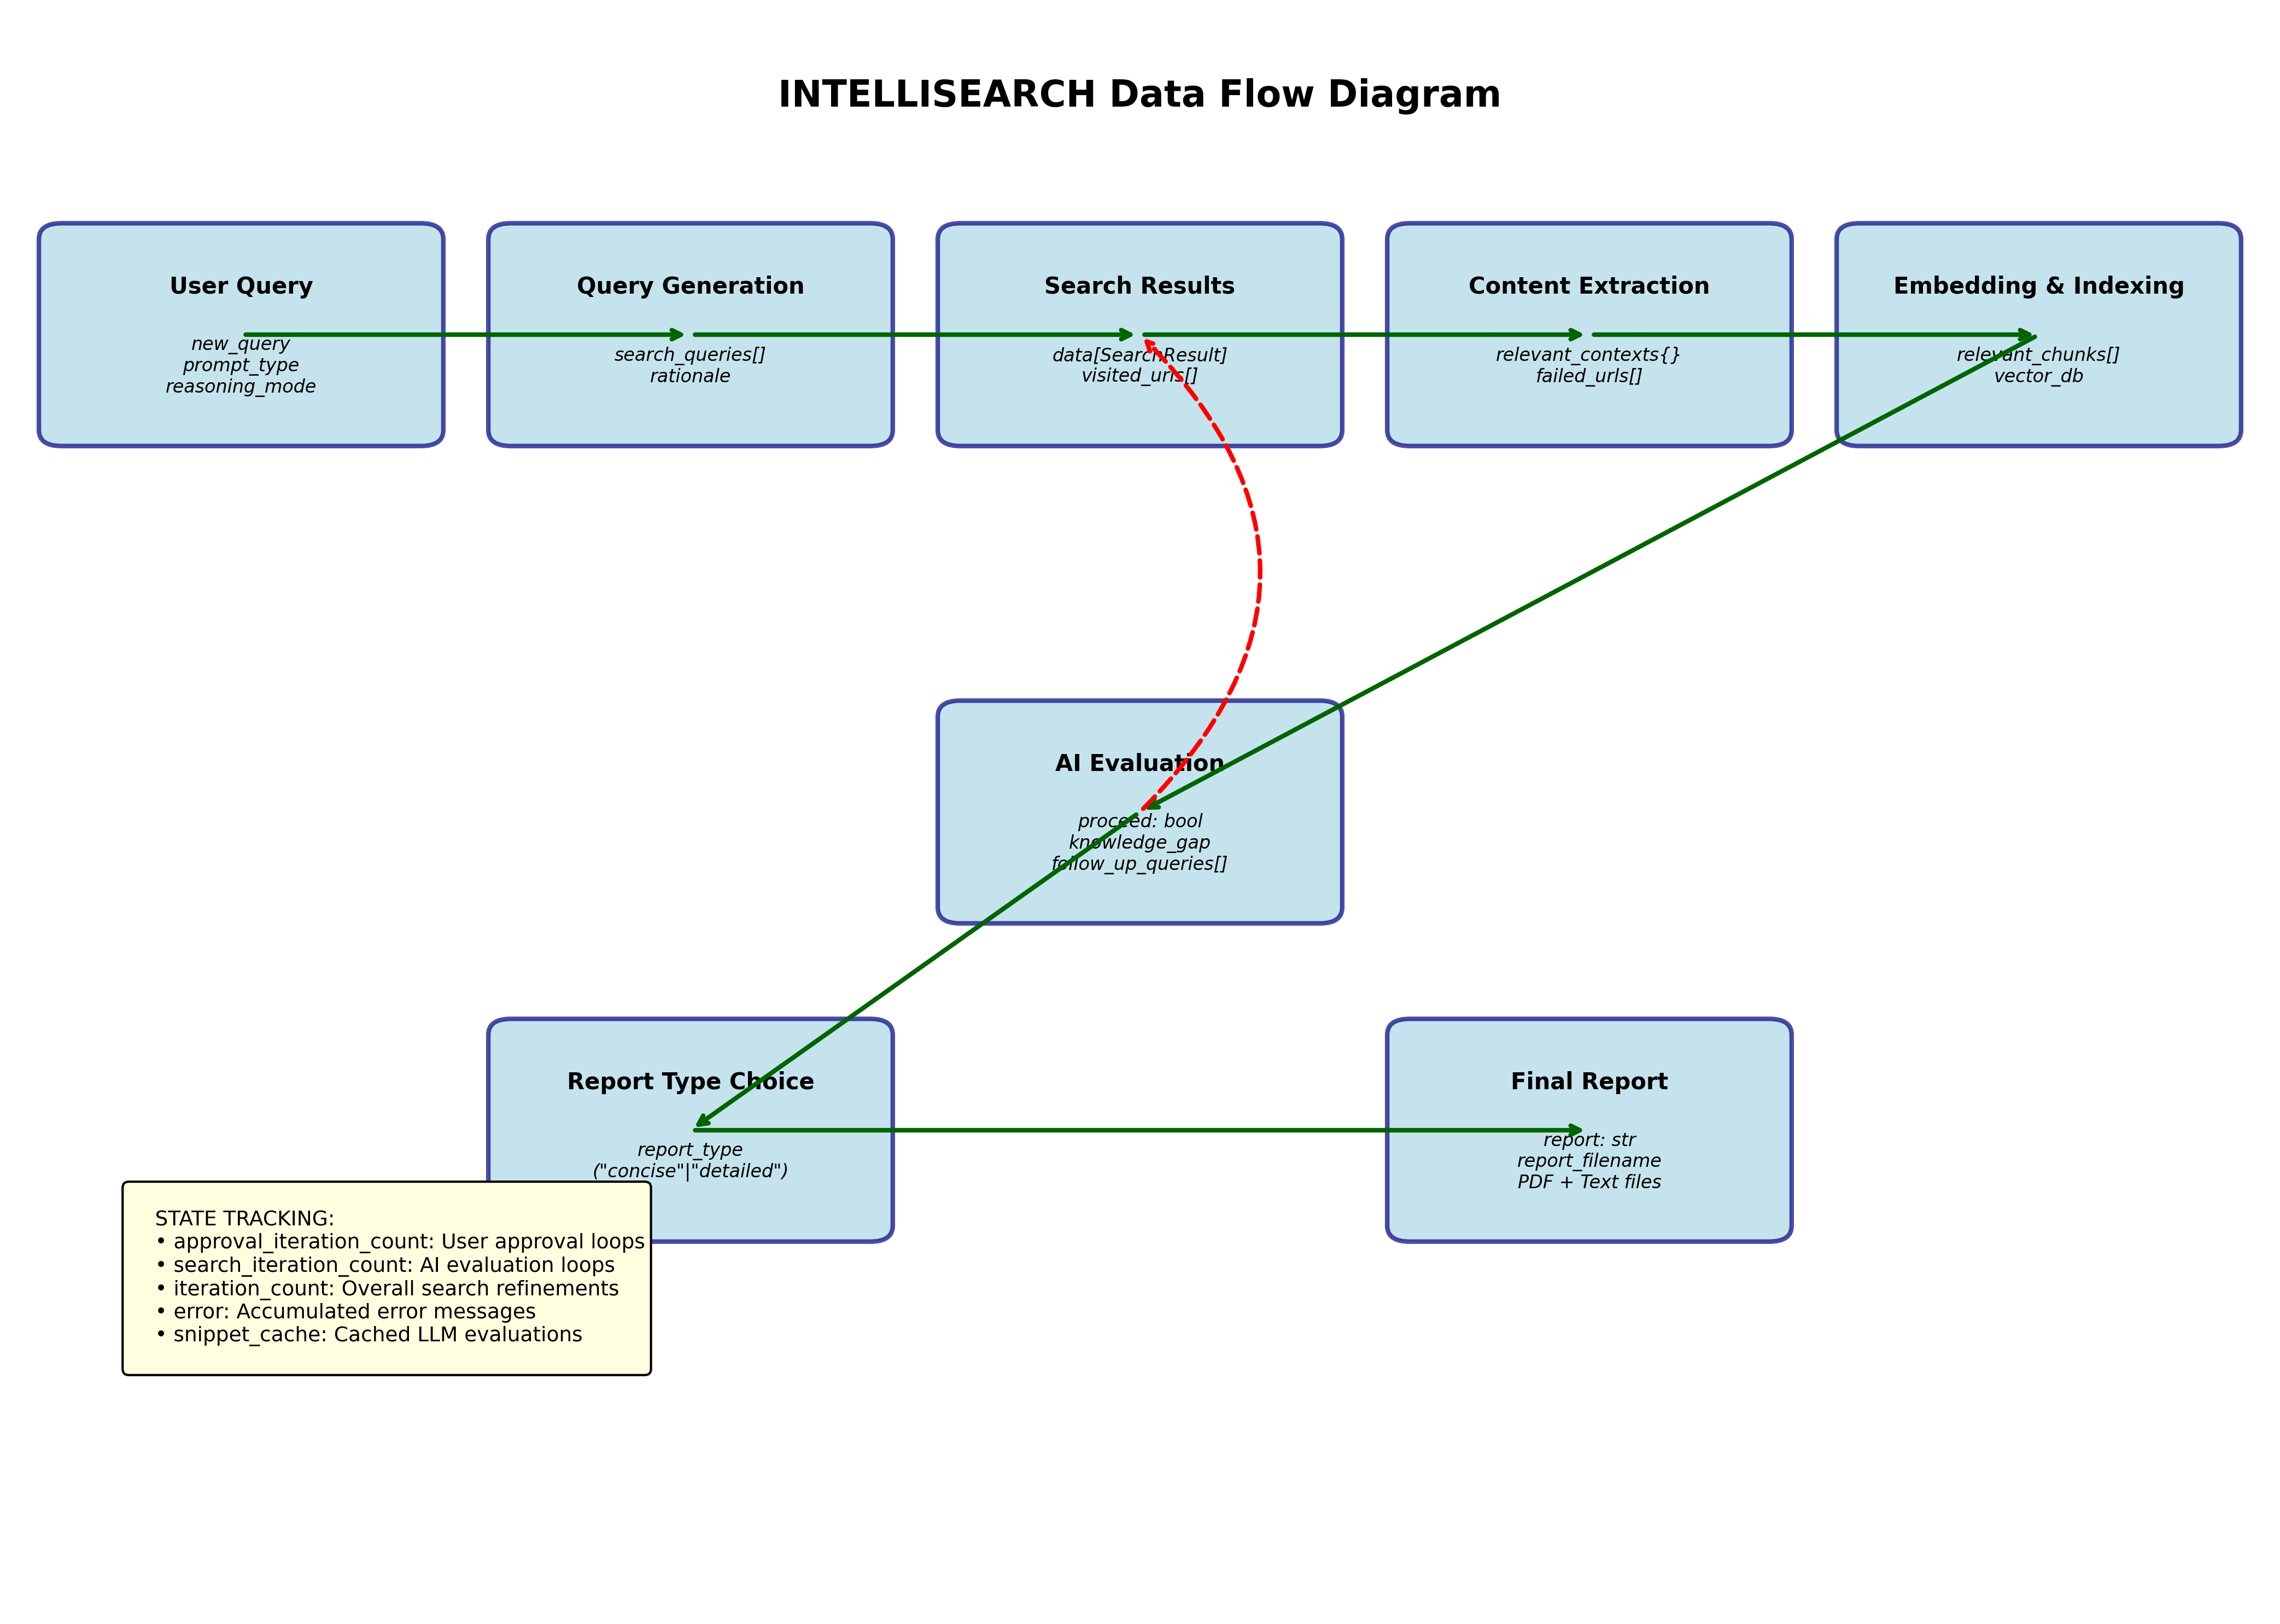 INTELLISEARCH Data Flow Diagram
User Query
new_query
prompt_type
reasoning_mode
Query Generation
search_queries[]
rationale
Search Results
data[SearchResult]
visited_urls[]
Content Extraction
relevant_contexts{}
failed_urls[]
Embedding & Indexing
relevant_chunks[]
vector_db
AI Evaluation
proceed: bool
knowledge_gap
follow_up_queries[]
Report Type Choice
report_type
("concise"|"detailed")
Final Report
report: str
report_filename
PDF + Text files
STATE TRACKING:
• approval_iteration_count: User approval loops
• search_iteration_count: AI evaluation loops
• iteration_count: Overall search refinements
• error: Accumulated error messages
• snippet_cache: Cached LLM evaluations